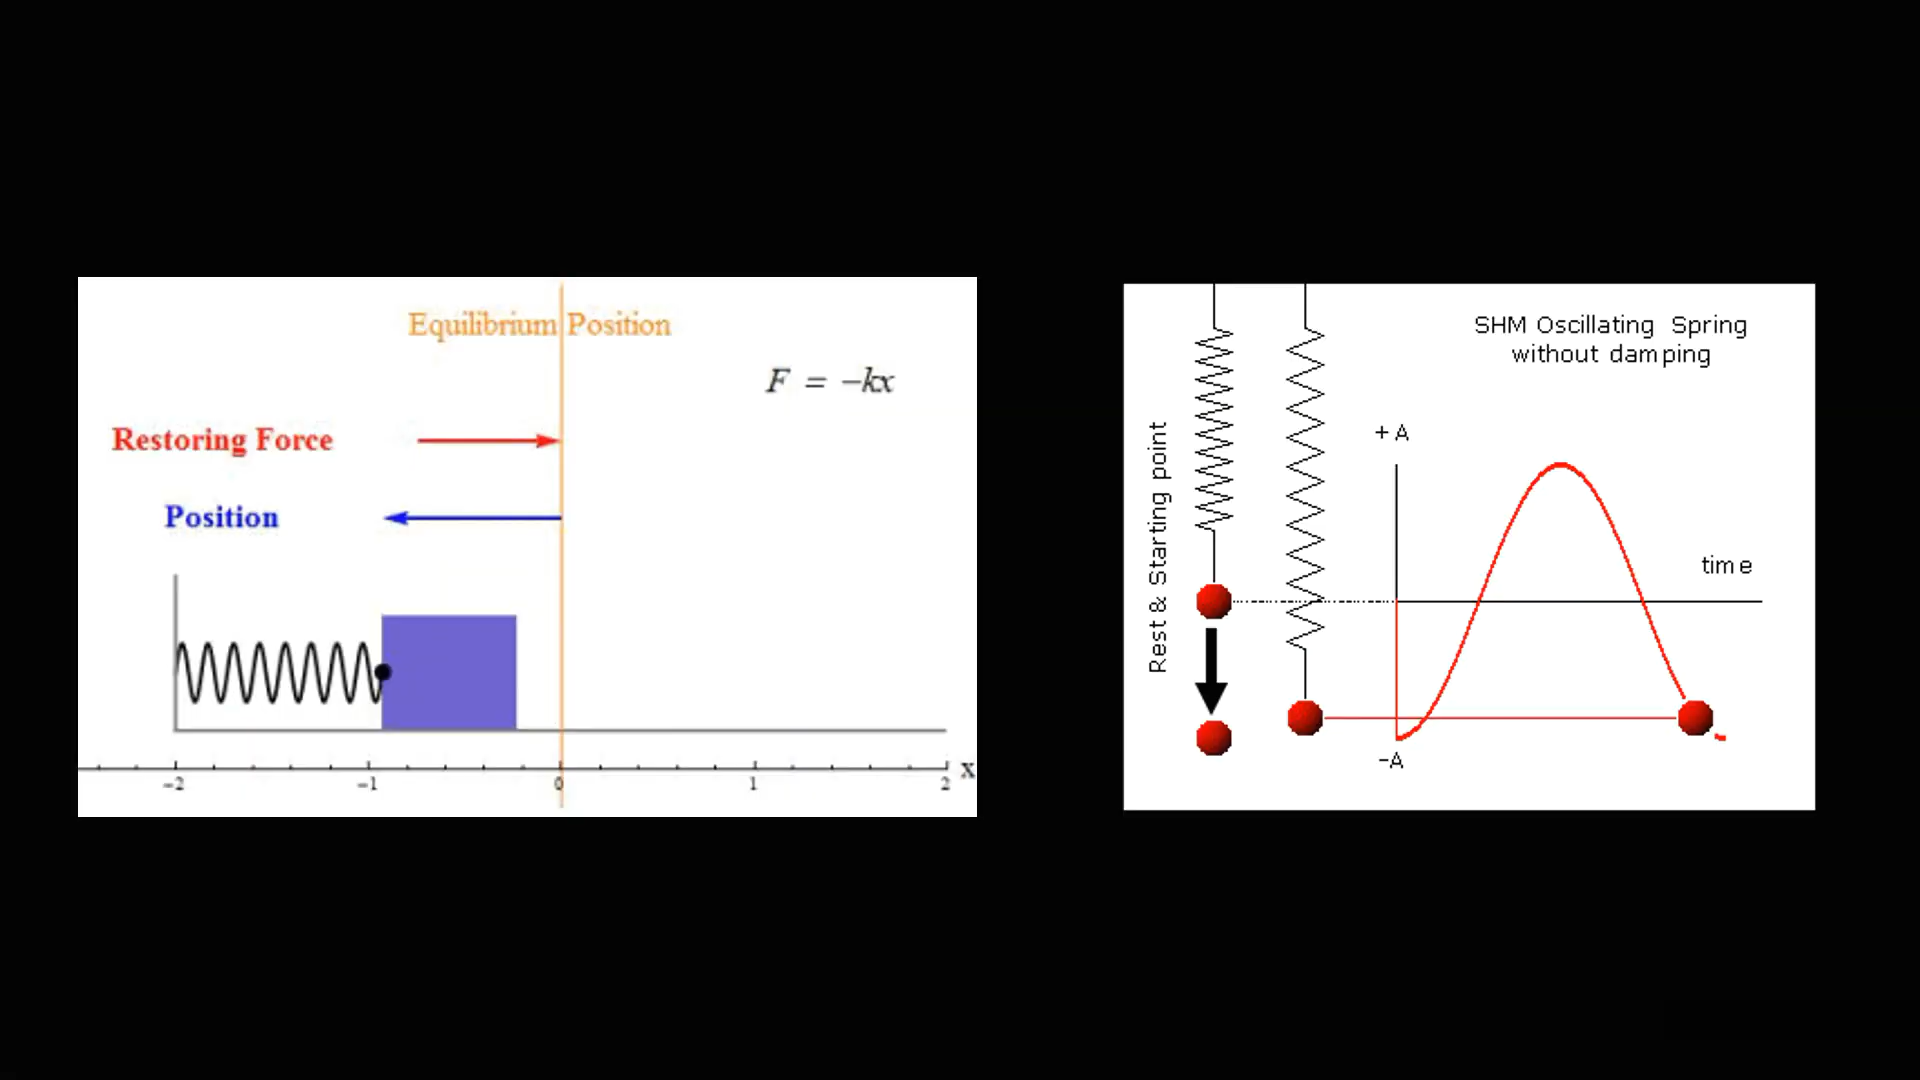 Equilibrium Position
F = −kx
Restoring Force
Position
-2 -1 0 1 2 x
SHM Oscillating Spring
without damping
Rest & Starting point
+A
time
-A